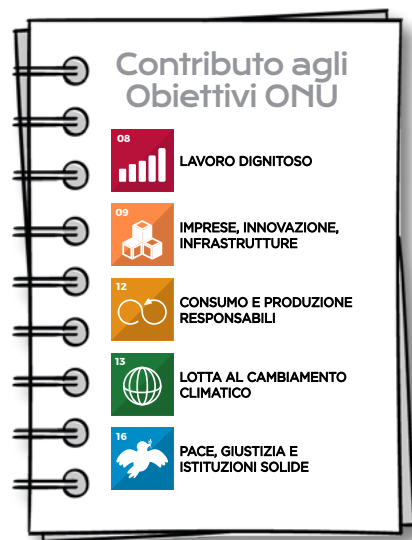 Contributo agli
Obiettivi ONU
08
LAVORO DIGNITOSO
09
IMPRESE, INNOVAZIONE,
INFRASTRUTTURE
12
CONSUMO E PRODUZIONE
RESPONSABILI
13
LOTTA AL CAMBIAMENTO
CLIMATICO
16
PACE, GIUSTIZIA E
ISTITUZIONI SOLIDE